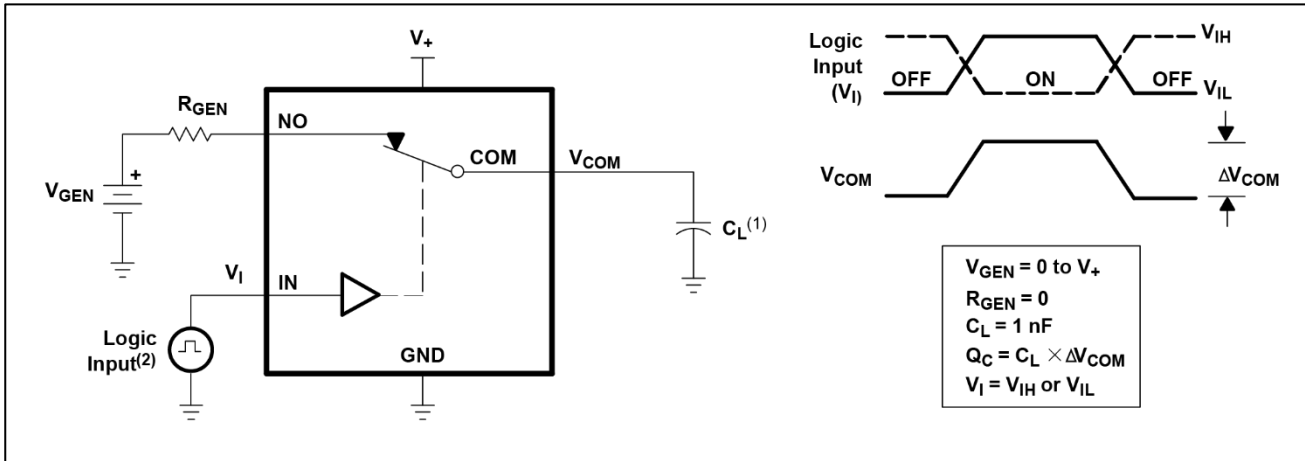 V+
RGEN
NO
COM
VCOM
VGEN
+
CL(1)
VI
IN
Logic
Input(2)
GND
Logic
Input
(VI)
OFF
ON
OFF
VIH
VIL
VCOM
ΔVCOM
VGEN = 0 to V+
RGEN = 0
CL = 1 nF
QC = CL × ΔVCOM
VI = VIH or VIL